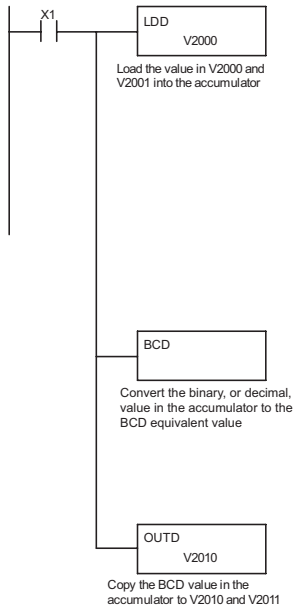 X1
LDD
V2000
Load the value in V2000 and
V2001 into the accumulator
BCD
Convert the binary, or decimal,
value in the accumulator to the
BCD equivalent value
OUTD
V2010
Copy the BCD value in the
accumulator to V2010 and V2011